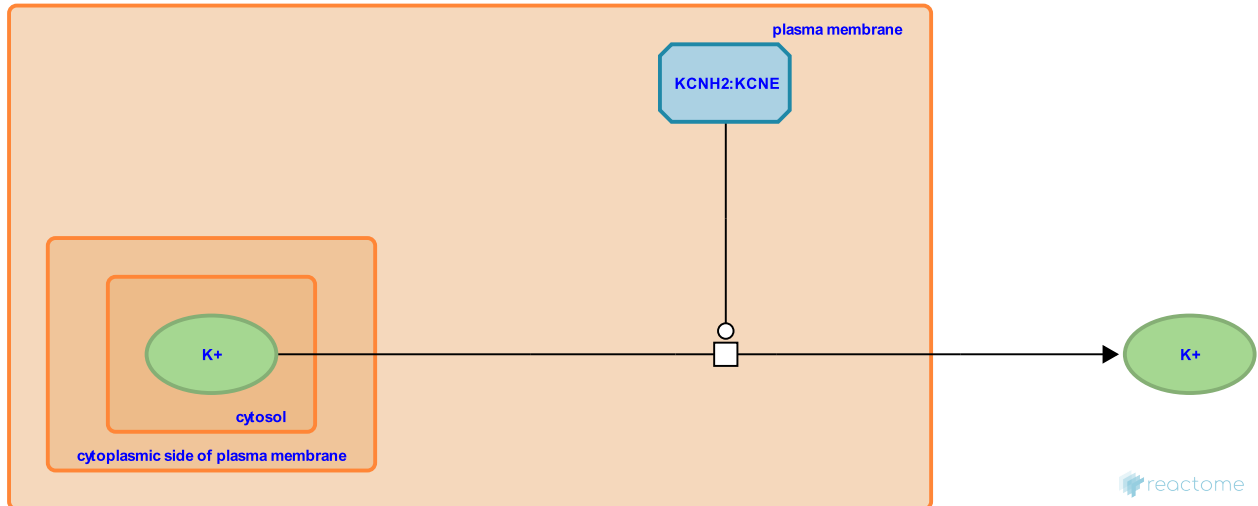 plasma membrane
KCNH2:KCNE
K+
K+
cytosol
cytoplasmic side of plasma membrane
reactome